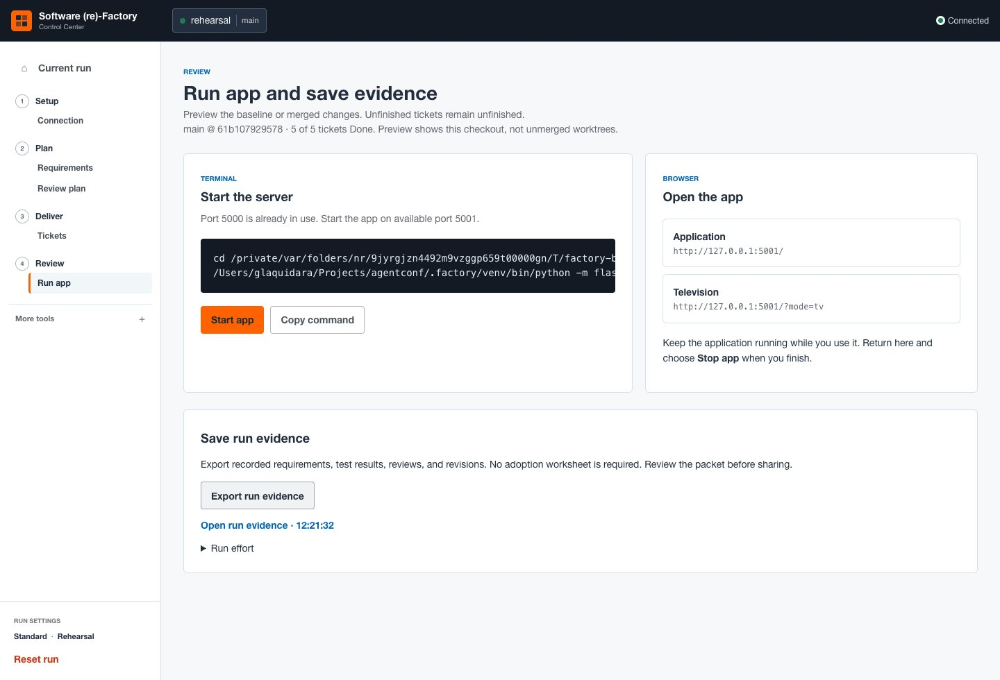 Software (re)-Factory
Control Center
rehearsal
main
Connected
Current run
1 Setup
Connection
2 Plan
Requirements
Review plan
3 Deliver
Tickets
4 Review
Run app
More tools +
RUN SETTINGS
Standard · Rehearsal
Reset run
REVIEW
Run app and save evidence
Preview the baseline or merged changes. Unfinished tickets remain unfinished.
main @ 61b107929578 · 5 of 5 tickets Done. Preview shows this checkout, not unmerged worktrees.
TERMINAL
Start the server
Port 5000 is already in use. Start the app on available port 5001.
cd /private/var/folders/nr/9jyrgjzn4492m9vzggp659t00000gn/T/factory-b
/Users/glaquidara/Projects/agentconf/.factory/venv/bin/python -m flas
Start app
Copy command
BROWSER
Open the app
Application
http://127.0.0.1:5001/
Television
http://127.0.0.1:5001/?mode=tv
Keep the application running while you use it. Return here and
choose Stop app when you finish.
Save run evidence
Export recorded requirements, test results, reviews, and revisions. No adoption worksheet is required. Review the packet before sharing.
Export run evidence
Open run evidence · 12:21:32
Run effort